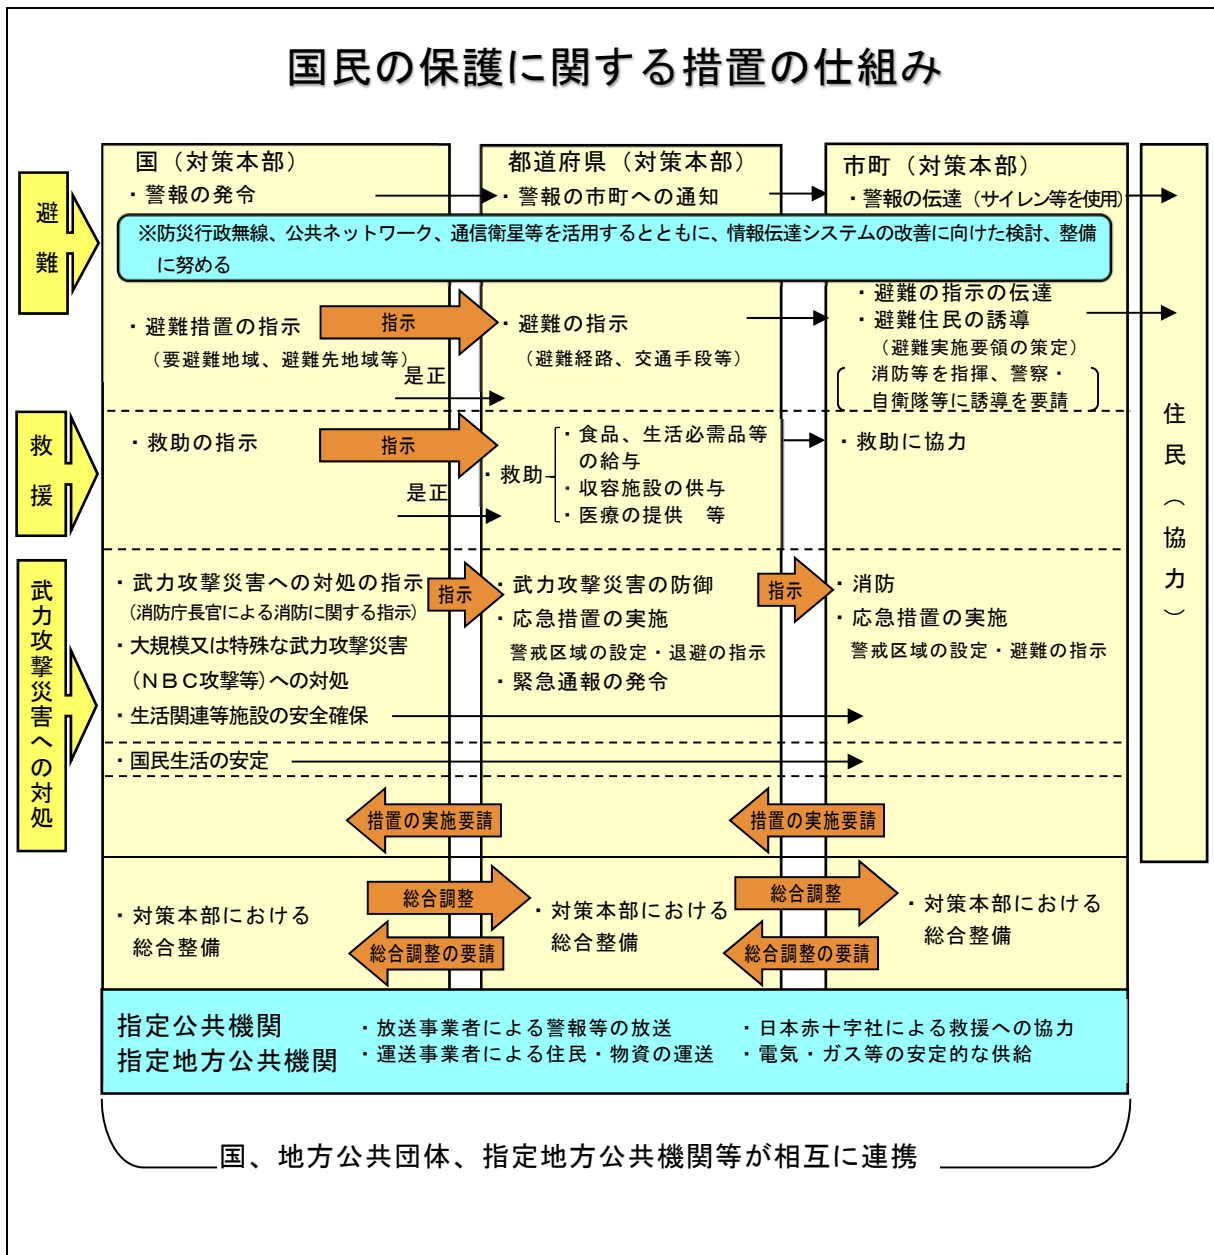 国民の保護に関する措置の仕組み
避難
国（対策本部）
・警報の発令
都道府県（対策本部）
・警報の市町への通知
市町（対策本部）
・警報の伝達（サイレン等を使用）
※防災行政無線、公共ネットワーク、通信衛星等を活用するとともに、情報伝達システムの改善に向けた検討、整備
に努める
・避難措置の指示
（要避難地域、避難先地域等）
指示
是正
・避難の指示
（避難経路、交通手段等）
・避難の指示の伝達
・避難住民の誘導
（避難実施要領の策定）
消防等を指揮、警察・
自衛隊等に誘導を要請
住民（協力）
救援
・救助の指示
指示
是正
・救助
・食品、生活必需品等
の給与
・収容施設の供与
・医療の提供　等
・救助に協力
武力攻撃災害への対処
・武力攻撃災害への対処の指示
（消防庁長官による消防に関する指示）
・大規模又は特殊な武力攻撃災害
（ＮＢＣ攻撃等）への対処
・生活関連等施設の安全確保
指示
・武力攻撃災害の防御
・応急措置の実施
警戒区域の設定・退避の指示
・緊急通報の発令
指示
・消防
・応急措置の実施
警戒区域の設定・避難の指示
・国民生活の安定
措置の実施要請
措置の実施要請
・対策本部における
総合整備
総合調整
総合調整の要請
・対策本部における
総合整備
総合調整
総合調整の要請
・対策本部における
総合整備
指定公共機関
指定地方公共機関
・放送事業者による警報等の放送
・運送事業者による住民・物資の運送
・日本赤十字社による救援への協力
・電気・ガス等の安定的な供給
国、地方公共団体、指定地方公共機関等が相互に連携